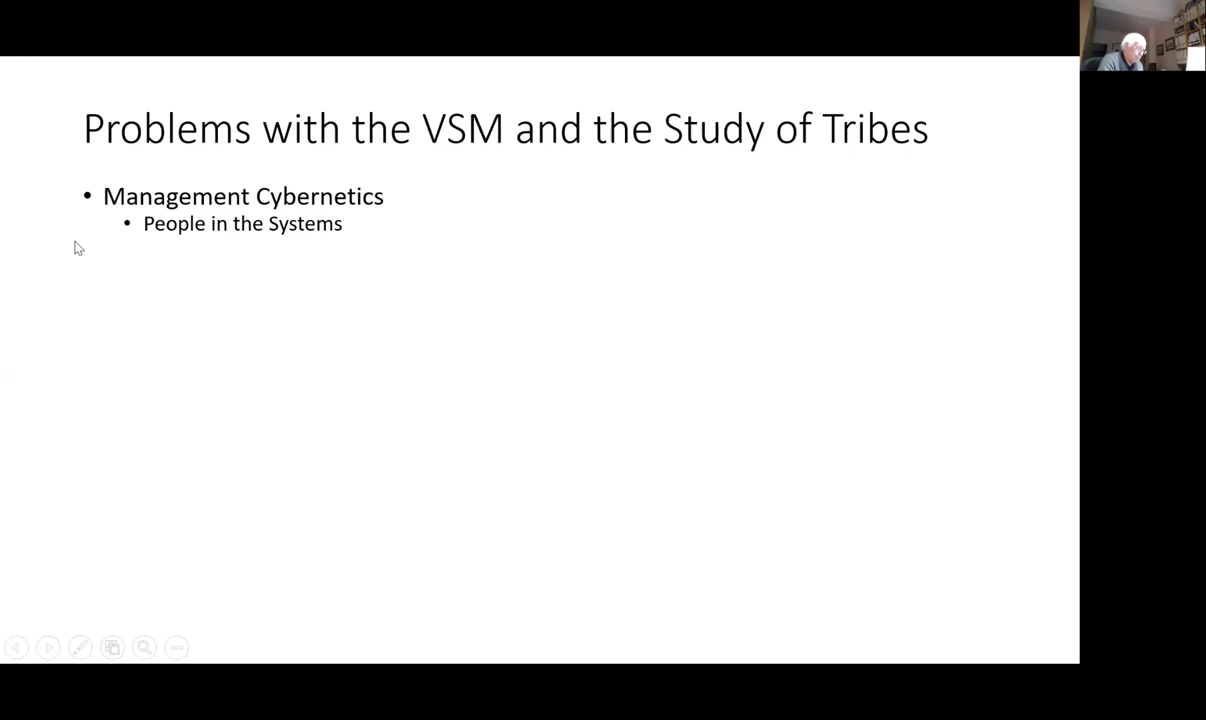 Problems with the VSM and the Study of Tribes
• Management Cybernetics
• People in the Systems